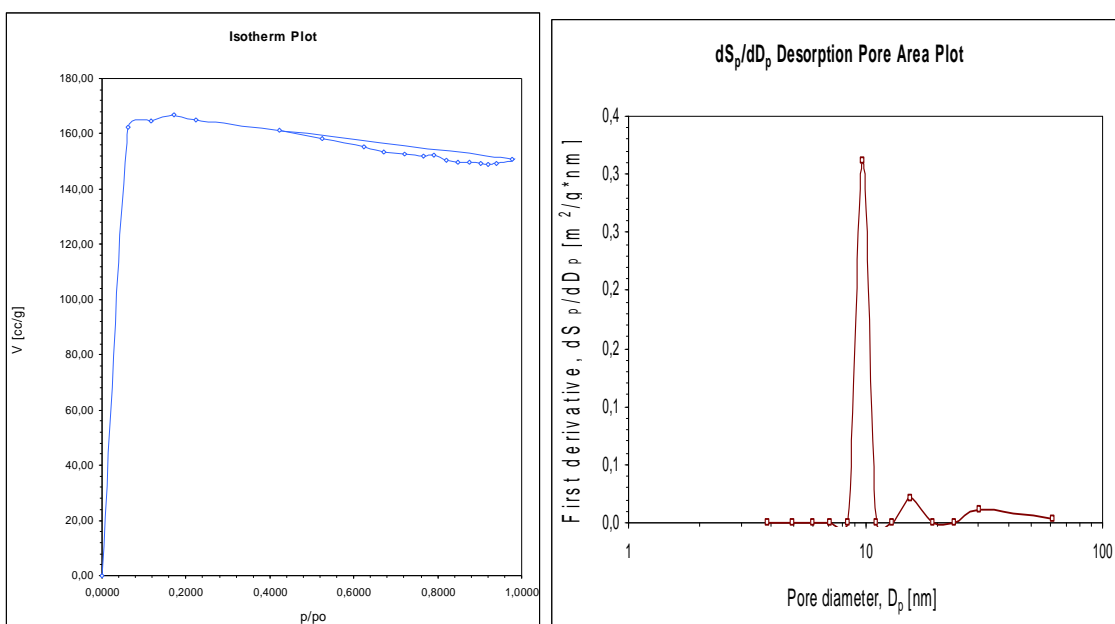 Isotherm Plot
180,00
160,00
140,00
120,00
100,00
80,00
60,00
40,00
20,00
0,00
V [cc/g]
0,0000 0,2000 0,4000 0,6000 0,8000 1,0000
p/po
dSp/dDp Desorption Pore Area Plot
0,4
0,3
0,3
0,2
0,2
0,1
0,1
0,0
First derivative, dSp/dDp [m²/g*nm]
1 10 100
Pore diameter, Dp [nm]